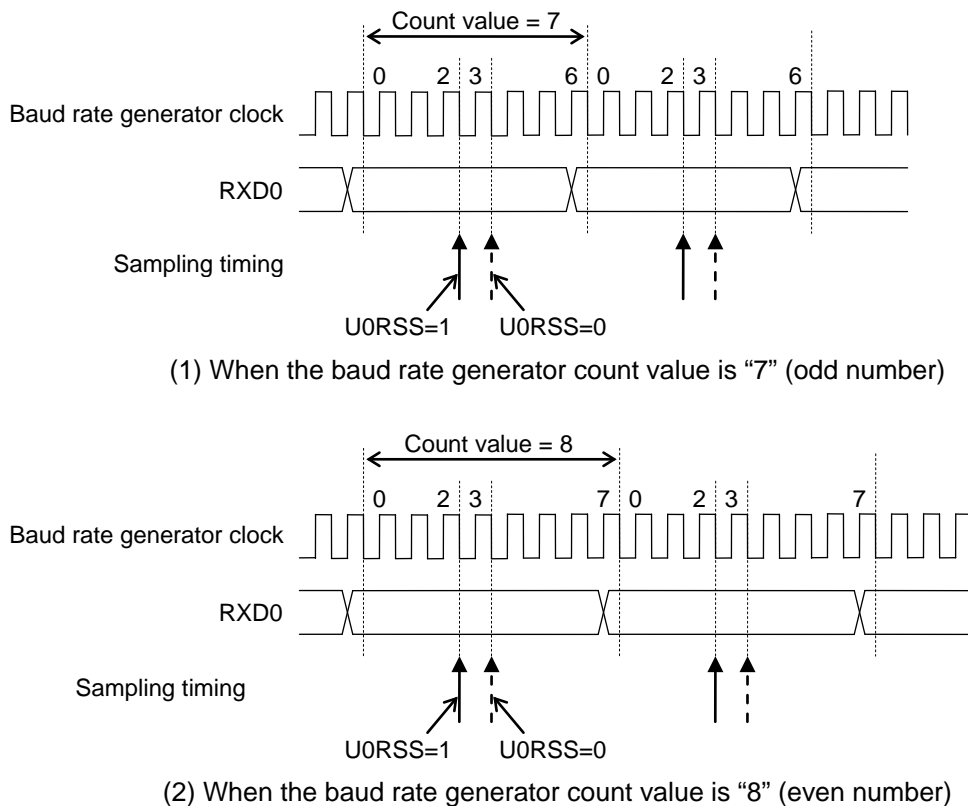 Count value = 7
0 2 3 6 0 2 3 6
Baud rate generator clock
RXD0
Sampling timing
U0RSS=1 U0RSS=0
(1) When the baud rate generator count value is “7” (odd number)
Count value = 8
0 2 3 7 0 2 3 7
Baud rate generator clock
RXD0
Sampling timing
U0RSS=1 U0RSS=0
(2) When the baud rate generator count value is “8” (even number)